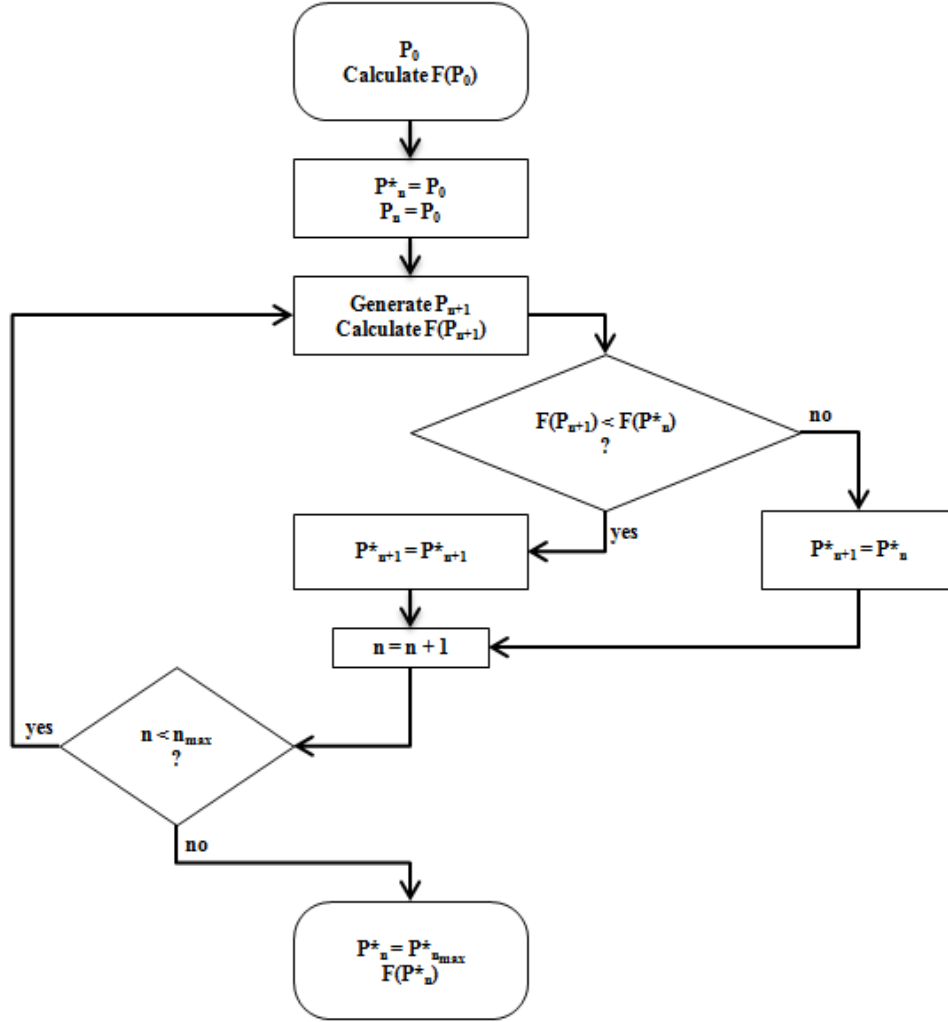 P₀
Calculate F(P₀)
P*ₙ = P₀
Pₙ = P₀
Generate Pₙ₊₁
Calculate F(Pₙ₊₁)
F(Pₙ₊₁) < F(P*ₙ)
?
no
yes
P*ₙ₊₁ = P*ₙ₊₁
P*ₙ₊₁ = P*ₙ
n = n + 1
yes
n < nₘₐₓ
?
no
P*ₙ = P*ₙₘₐₓ
F(P*ₙ)